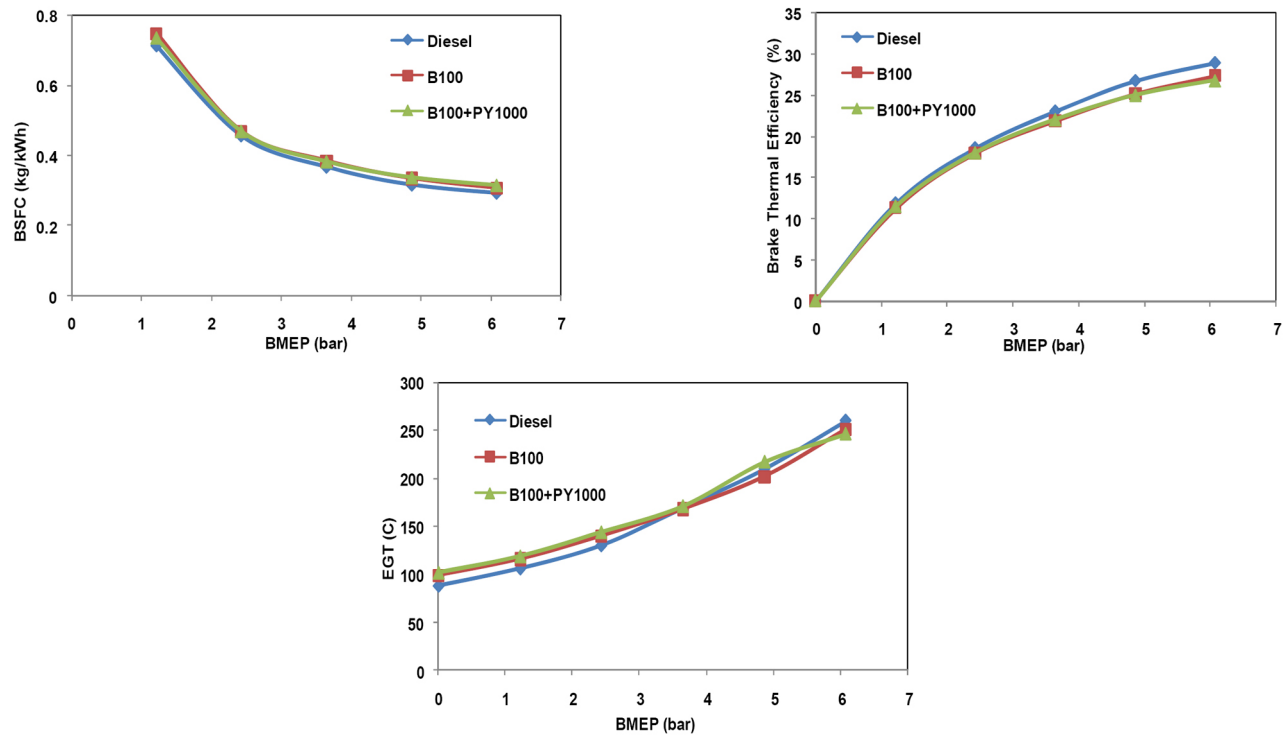 0.8
0.6
0.4
0.2
0
BSFC (kg/kWh)
Diesel
B100
B100+PY1000
0 1 2 3 4 5 6 7
BMEP (bar)
35
30
25
20
15
10
5
0
Brake Thermal Efficiency (%)
Diesel
B100
B100+PY1000
0 1 2 3 4 5 6 7
BMEP (bar)
300
250
200
150
100
50
0
EGT (C)
Diesel
B100
B100+PY1000
0 1 2 3 4 5 6 7
BMEP (bar)